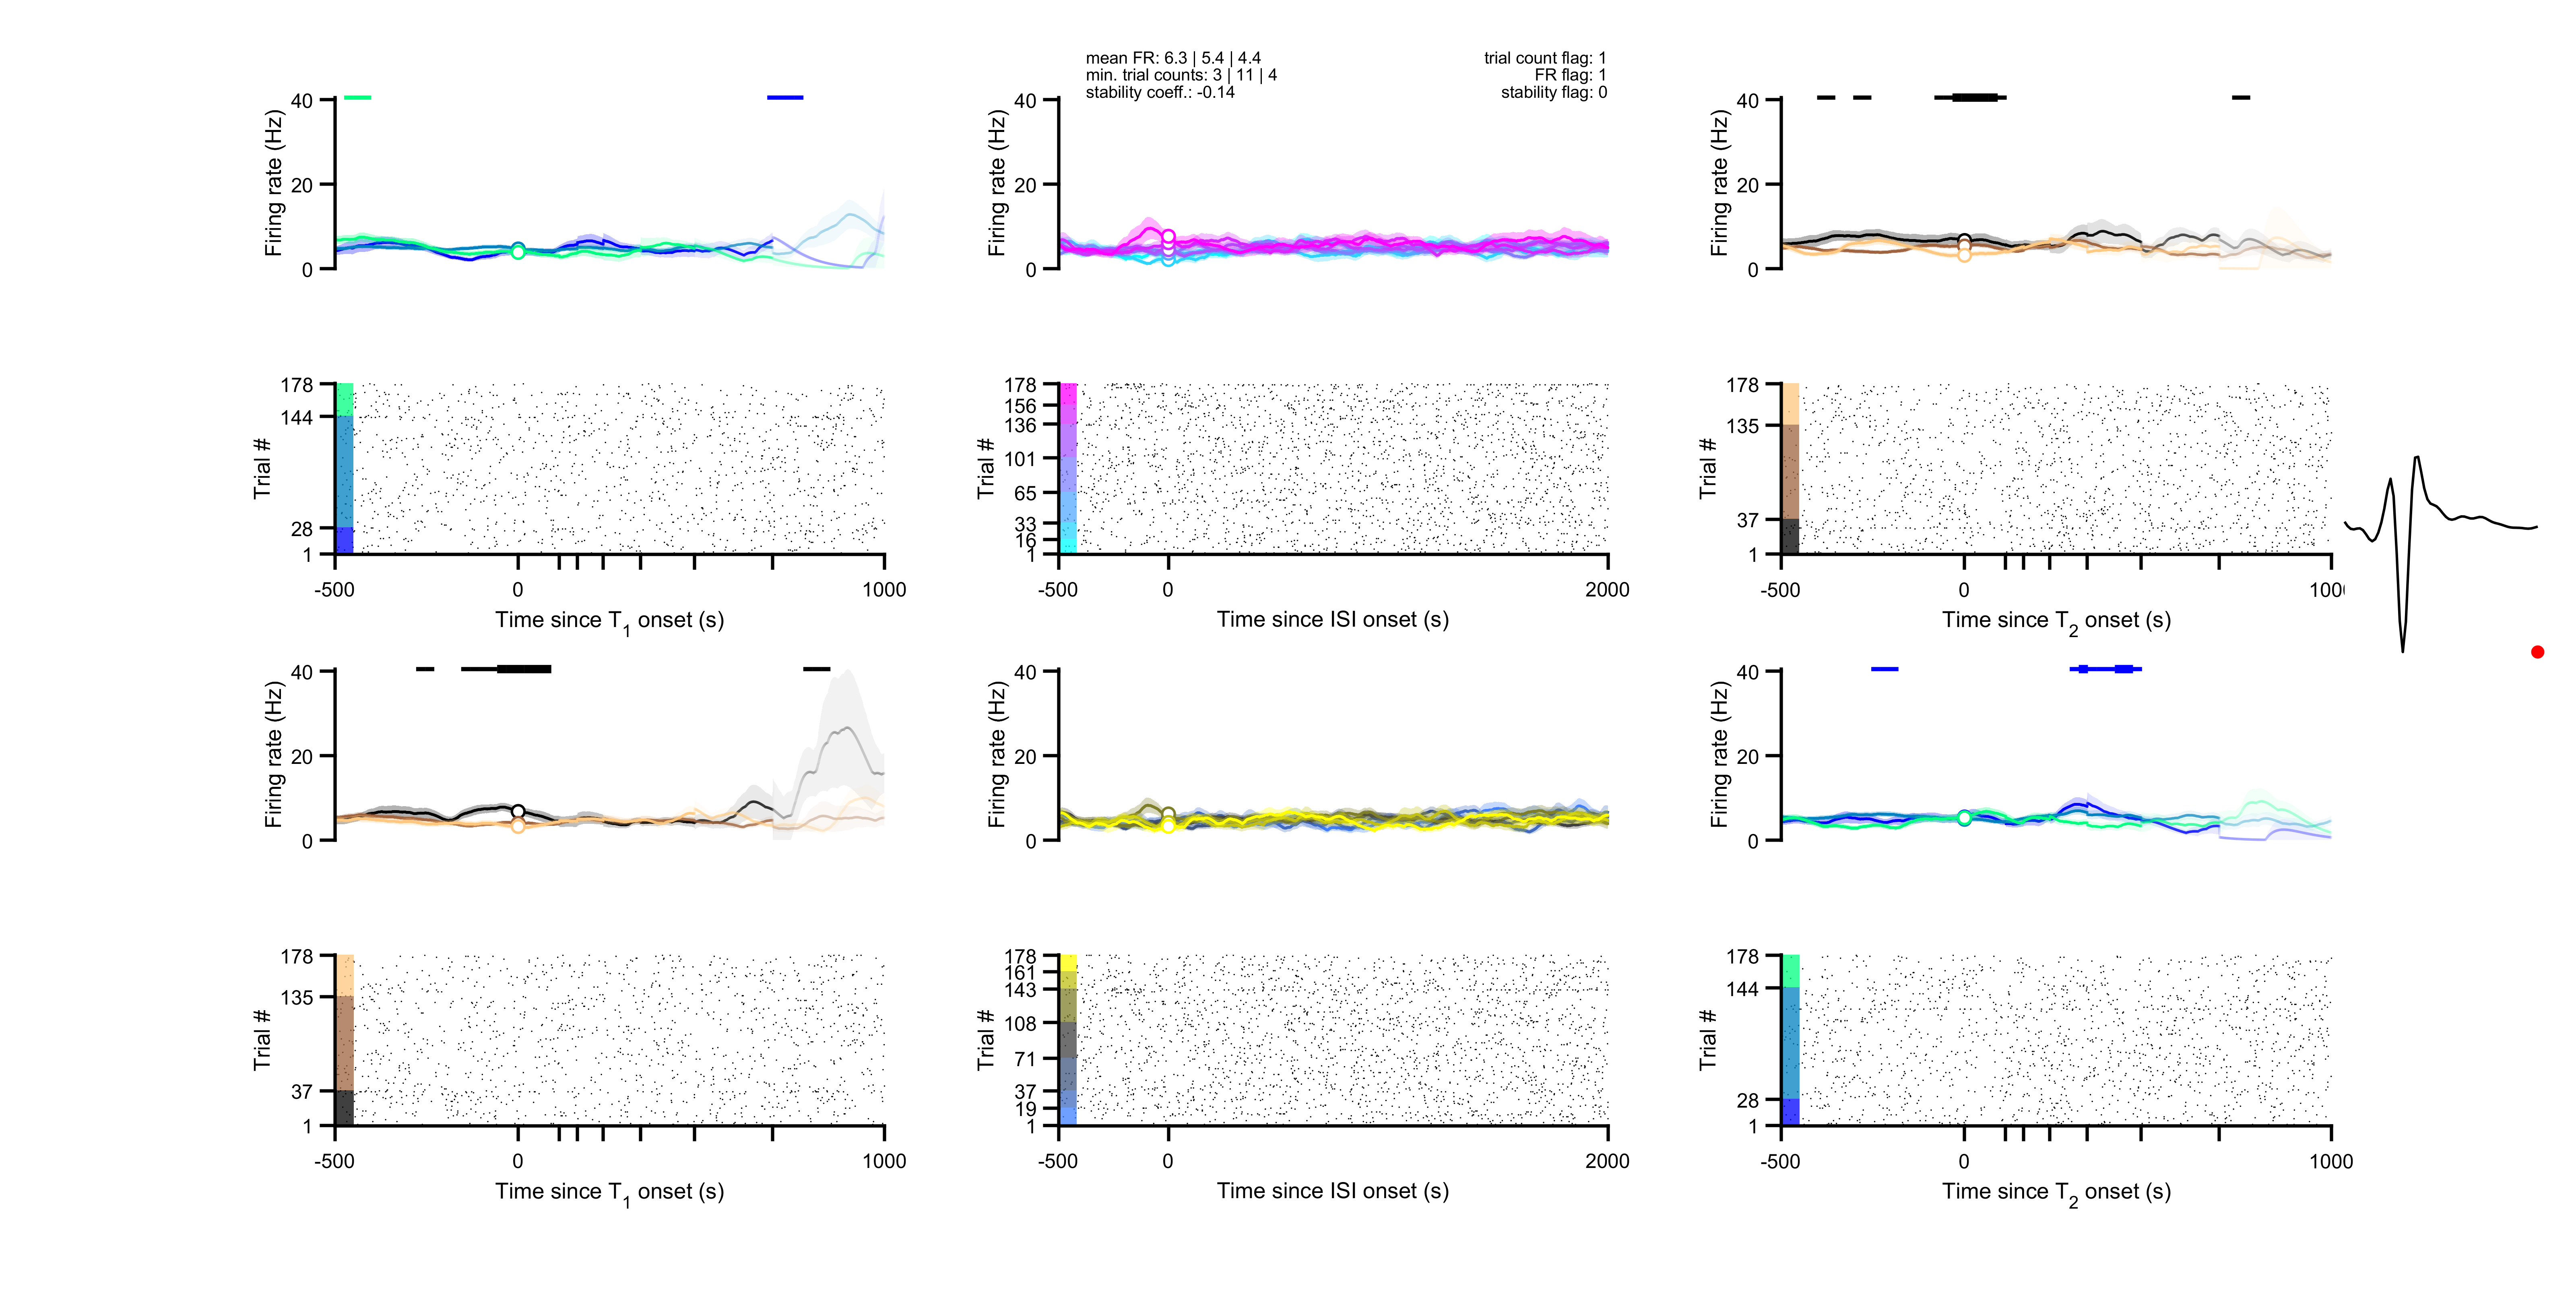 mean FR: 6.3 | 5.4 | 4.4
min. trial counts: 3 | 11 | 4
stability coeff.: -0.14
trial count flag: 1
FR flag: 1
stability flag: 0
40
20
0
Firing rate (Hz)
40
20
0
Firing rate (Hz)
40
20
0
Firing rate (Hz)
178
144
28
1
Trial #
-500
0
1000
Time since T1 onset (s)
178
156
136
101
65
33
16
1
Trial #
-500
0
2000
Time since ISI onset (s)
178
135
37
1
Trial #
-500
0
1000
Time since T2 onset (s)
40
20
0
Firing rate (Hz)
40
20
0
Firing rate (Hz)
40
20
0
Firing rate (Hz)
178
135
37
1
Trial #
-500
0
1000
Time since T1 onset (s)
178
161
143
108
71
37
19
1
Trial #
-500
0
2000
Time since ISI onset (s)
178
144
28
1
Trial #
-500
0
1000
Time since T2 onset (s)